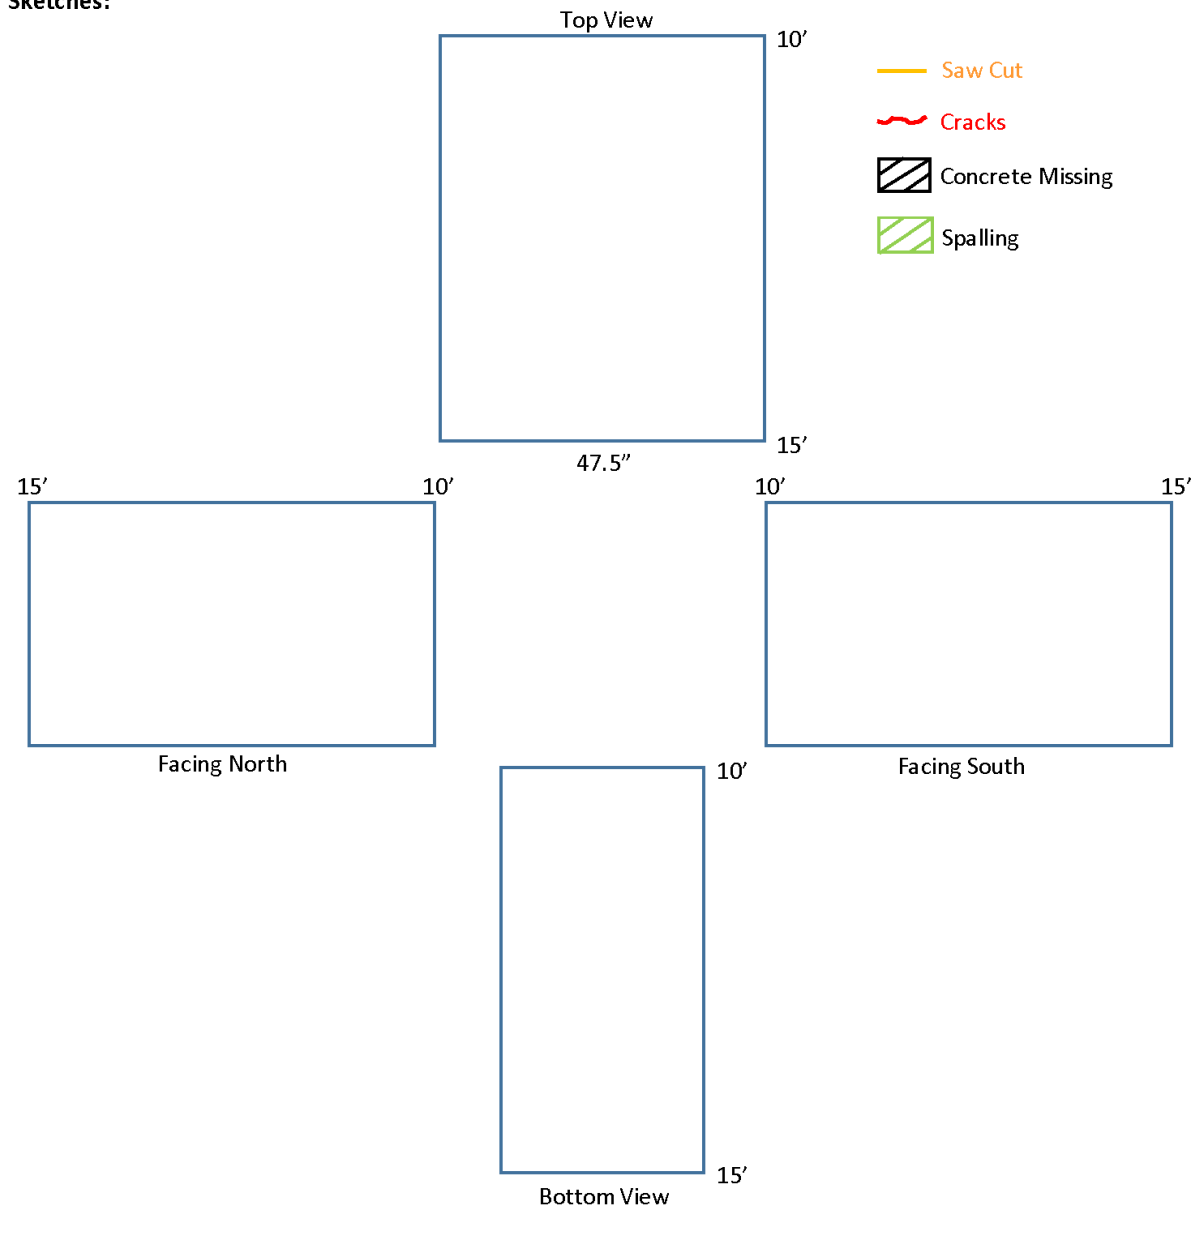 Sketches:
Top View
10’
Saw Cut
Cracks
Concrete Missing
Spalling
15’
47.5”
15’
10’
10’
15’
Facing North
Facing South
10’
15’
Bottom View